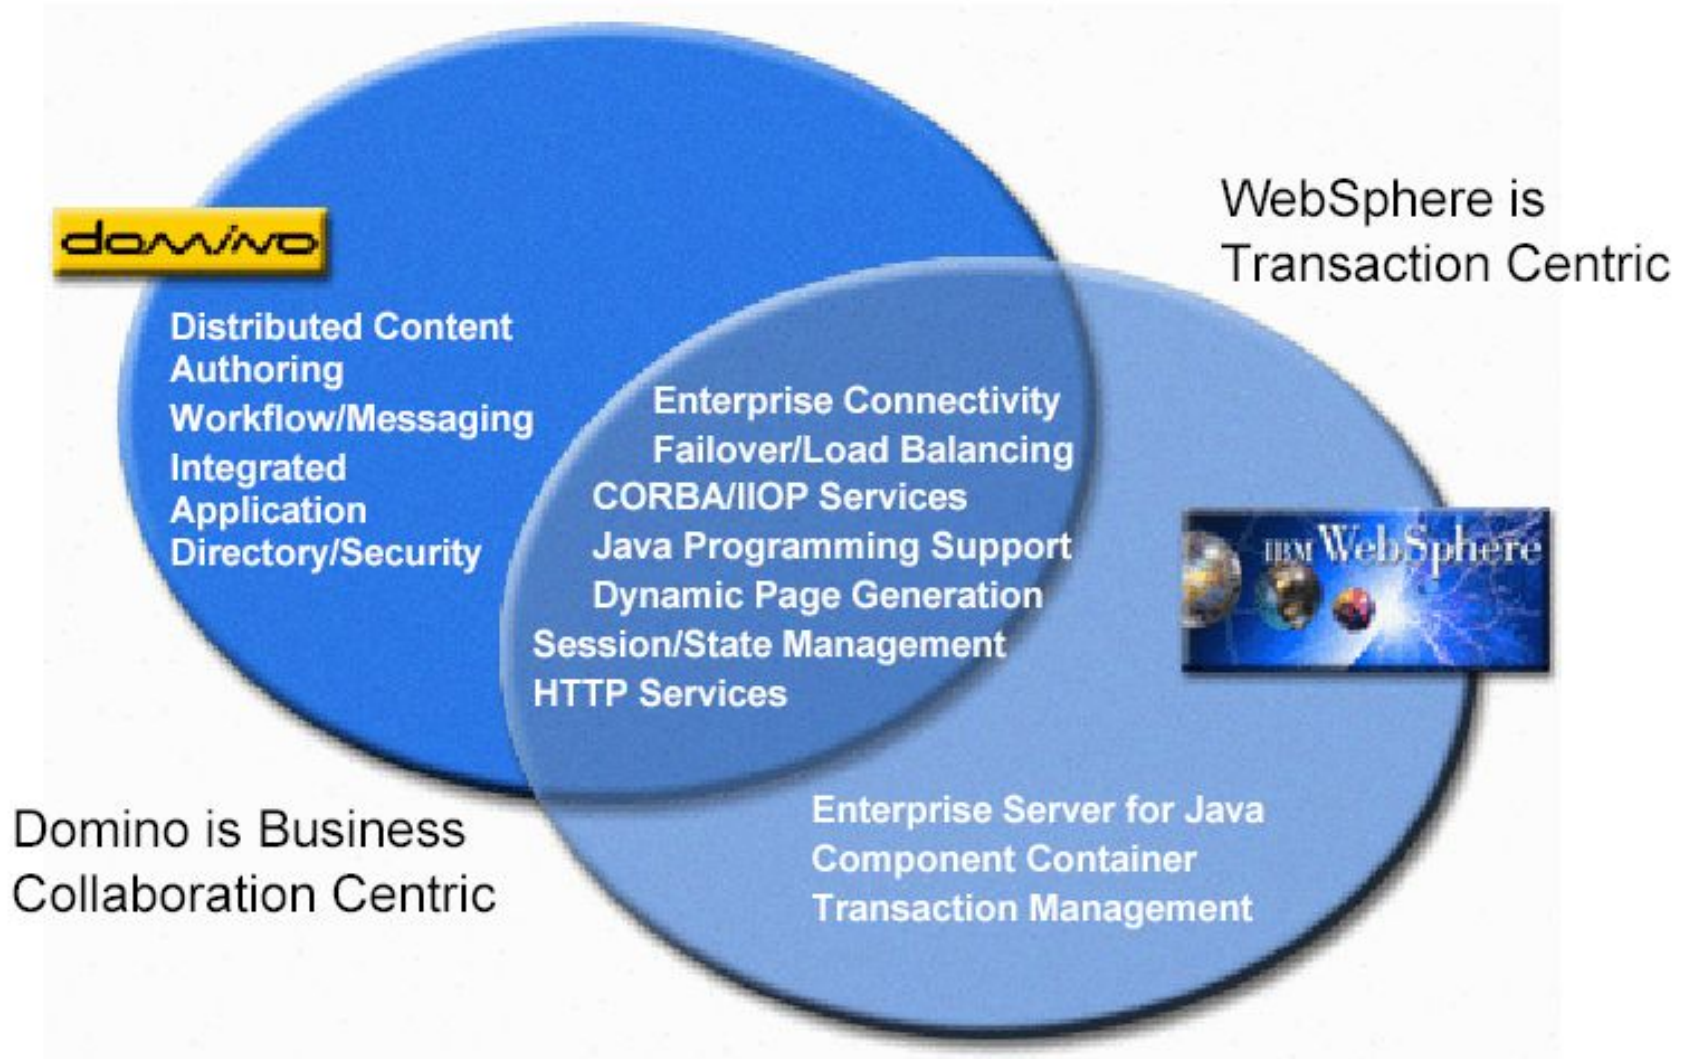 domino
WebSphere is
Transaction Centric
Distributed Content
Authoring
Workflow/Messaging
Integrated
Application
Directory/Security
Enterprise Connectivity
Failover/Load Balancing
CORBA/IIOP Services
Java Programming Support
Dynamic Page Generation
Session/State Management
HTTP Services
IBM WebSphere
Domino is Business
Collaboration Centric
Enterprise Server for Java
Component Container
Transaction Management